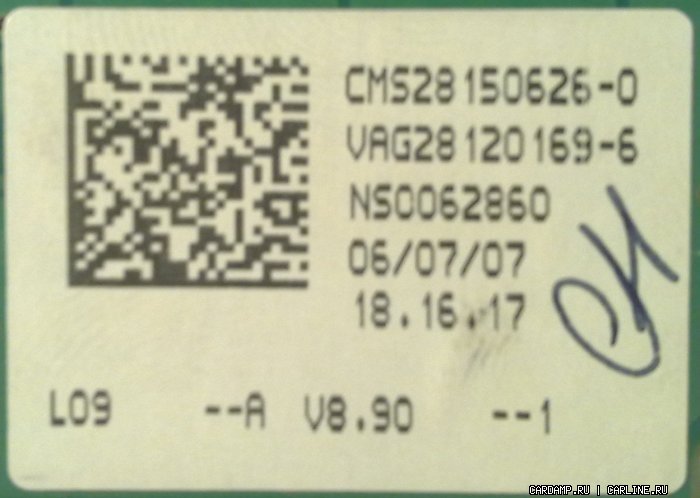 CMS28150626-0
VAG28120169-6
NS0062860
06/07/07
18.16.17
L09 --A V8.90 --1
CARDAMP.RU | CARLINE.RU